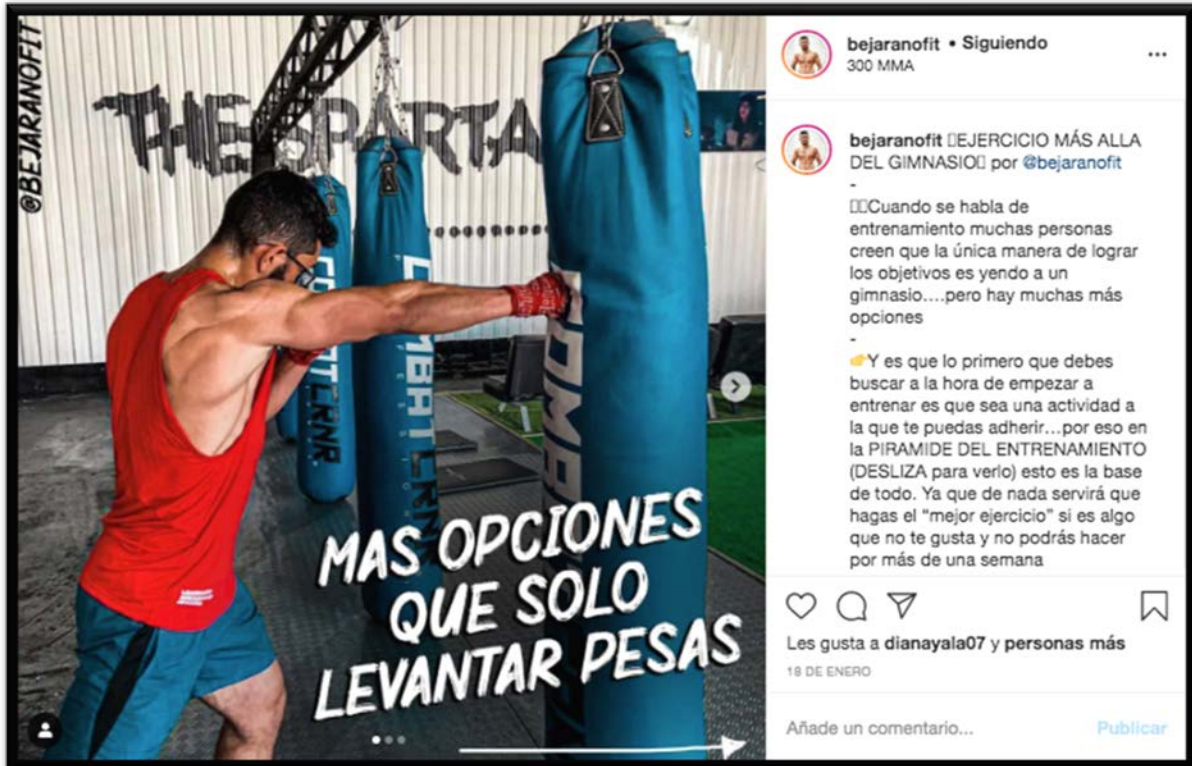 @BEJARANOFIT
THE SPARTA
COMBAT LRNR
COMBAT LRNR
COMBA
MAS OPCIONES
QUE SOLO
LEVANTAR PESAS
bejaranofit • Siguiendo
300 MMA
bejaranofit EJERCICIO MÁS ALLA
DEL GIMNASIO por @bejaranofit
-
Cuando se habla de
entrenamiento muchas personas
creen que la única manera de lograr
los objetivos es yendo a un
gimnasio....pero hay muchas más
opciones
-
👉Y es que lo primero que debes
buscar a la hora de empezar a
entrenar es que sea una actividad a
la que te puedas adherir...por eso en
la PIRAMIDE DEL ENTRENAMIENTO
(DESLIZA para verlo) esto es la base
de todo. Ya que de nada servirá que
hagas el “mejor ejercicio” si es algo
que no te gusta y no podrás hacer
por más de una semana
Les gusta a dianayala07 y personas más
18 DE ENERO
Añade un comentario...
Publicar